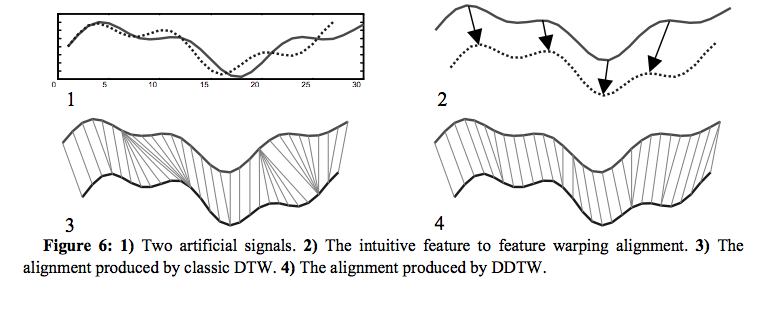 0 5 10 15 20 25 30
1 2
3 4
Figure 6: 1) Two artificial signals. 2) The intuitive feature to feature warping alignment. 3) The
alignment produced by classic DTW. 4) The alignment produced by DDTW.